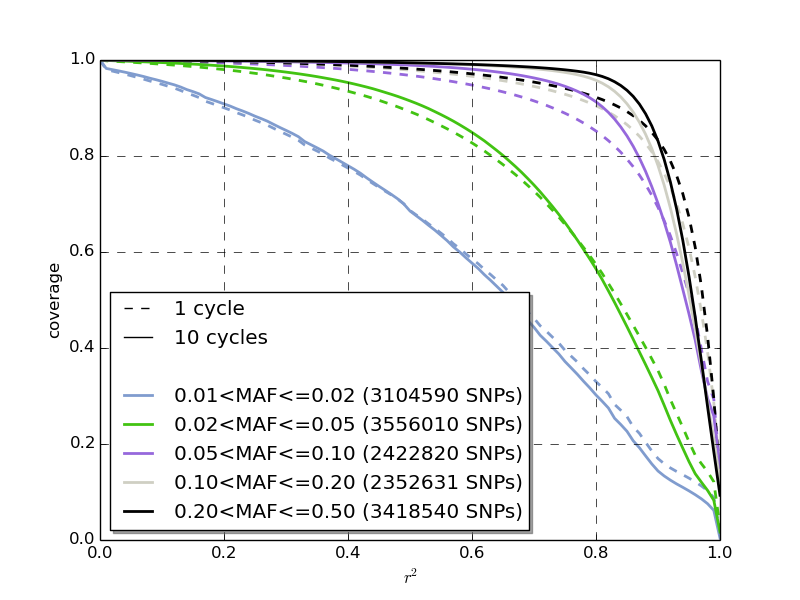 1.0
0.8
0.6
0.4
0.2
0.0
coverage
1 cycle
10 cycles
0.01<MAF<=0.02 (3104590 SNPs)
0.02<MAF<=0.05 (3556010 SNPs)
0.05<MAF<=0.10 (2422820 SNPs)
0.10<MAF<=0.20 (2352631 SNPs)
0.20<MAF<=0.50 (3418540 SNPs)
0.0 0.2 0.4 0.6 0.8 1.0
r²